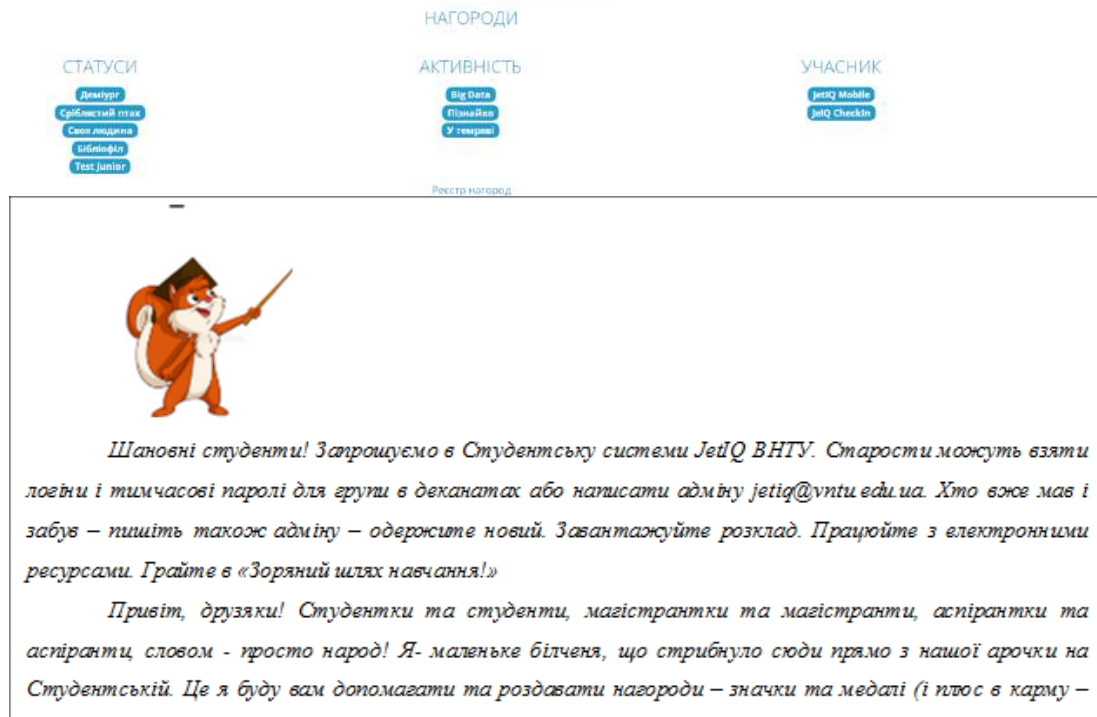 НАГОРОДИ
СТАТУСИ
АКТИВНІСТЬ
УЧАСНИК
Деміург
Сріблястий птах
Своя людина
Бібліофіл
Test Junior
Big Data
Пізнайко
У темряві
JetIQ Mobile
JetIQ CheckIn
Реєстр нагород
Шановні студенти! Запрошуємо в Студентську системи JetIQ ВНТУ. Старости можуть взяти
логіни і тимчасові паролі для групи в деканатах або написати адміну jetiq@vntu.edu.ua. Хто вже мав і
забув – пишіть також адміну – одержите новий. Завантажуйте розклад. Працюйте з електронними
ресурсами. Грайте в «Зоряний шлях навчання!»
Привіт, друзяки! Студентки та студенти, магістрантки та магістранти, аспірантки та
аспіранти, словом - просто народ! Я- маленьке білченя, що стрибнуло сюди прямо з нашої арочки на
Студентській. Це я буду вам допомагати та роздавати нагороди – значки та медалі (і плюс в карму –